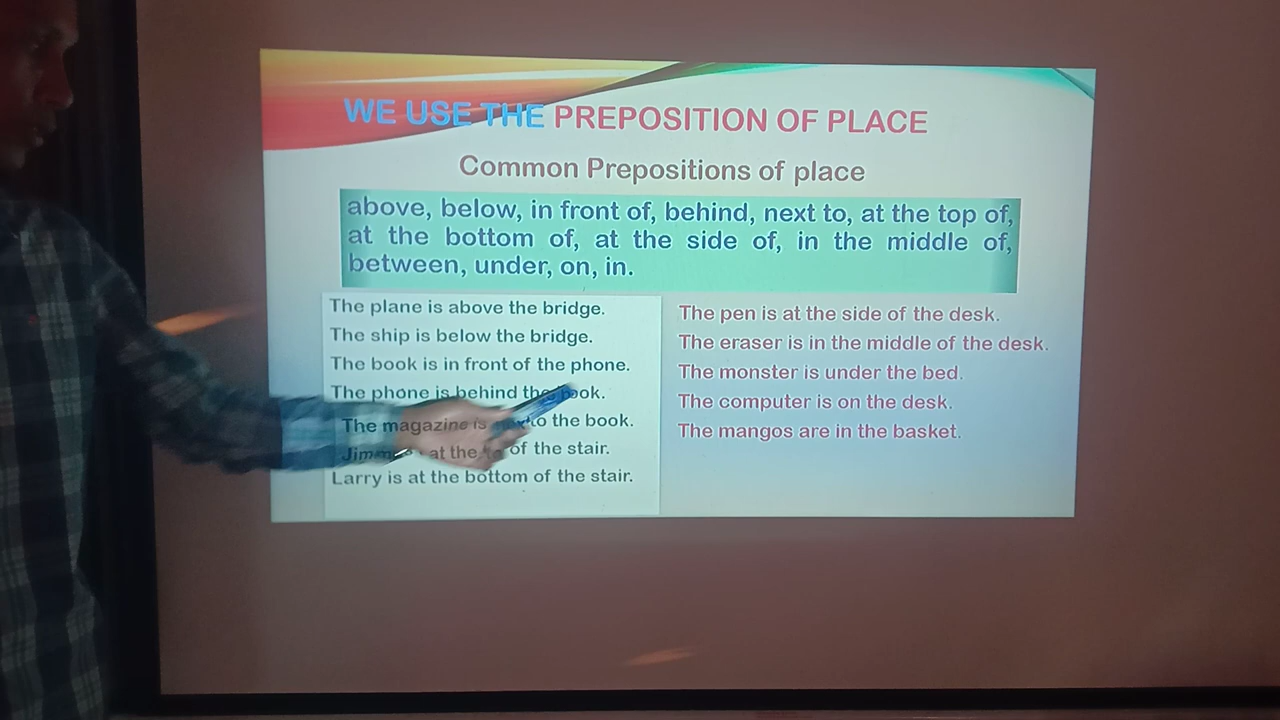 WE USE THE PREPOSITION OF PLACE
Common Prepositions of place
above, below, in front of, behind, next to, at the top of,
at the bottom of, at the side of, in the middle of,
between, under, on, in.
The plane is above the bridge.
The ship is below the bridge.
The book is in front of the phone.
The phone is behind the book.
The magazine is to the book.
at the of the stair.
Larry is at the bottom of the stair.
The pen is at the side of the desk.
The eraser is in the middle of the desk.
The monster is under the bed.
The computer is on the desk.
The mangos are in the basket.